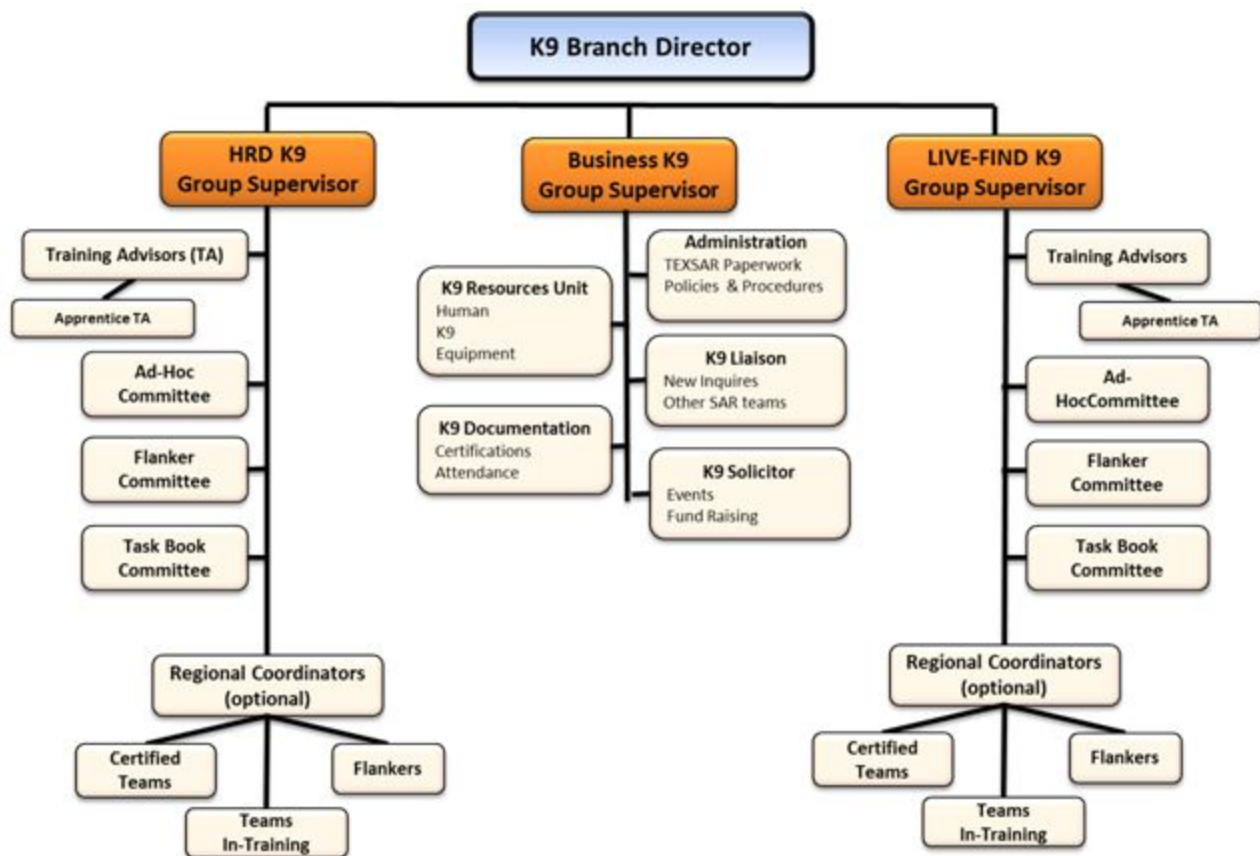 K9 Branch Director
HRD K9
Group Supervisor
Training Advisors (TA)
Apprentice TA
Ad-Hoc
Committee
Flanker
Committee
Task Book
Committee
Regional Coordinators
(optional)
Certified
Teams
Teams
In-Training
Flankers
Business K9
Group Supervisor
Administration
TEXSAR Paperwork
Policies & Procedures
K9 Resources Unit
Human
K9
Equipment
K9 Liaison
New Inquires
Other SAR teams
K9 Documentation
Certifications
Attendance
K9 Solicitor
Events
Fund Raising
LIVE-FIND K9
Group Supervisor
Training Advisors
Apprentice TA
Ad-
HocCommittee
Flanker
Committee
Task Book
Committee
Regional Coordinators
(optional)
Certified
Teams
Teams
In-Training
Flankers